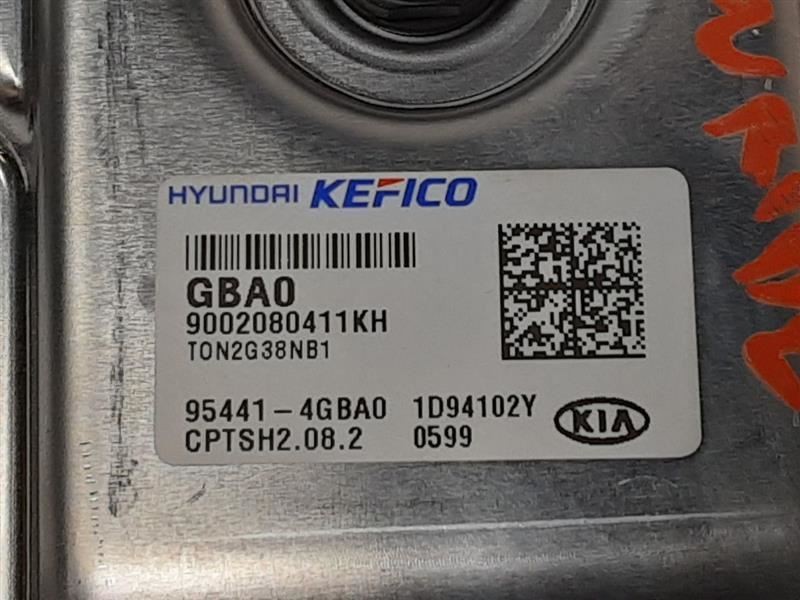 HYUNDAI KEFICO
GBA0
9002080411KH
TON2G38NB1
95441-4GBA0 1D94102Y
CPTSH2.08.2 0599
KIA